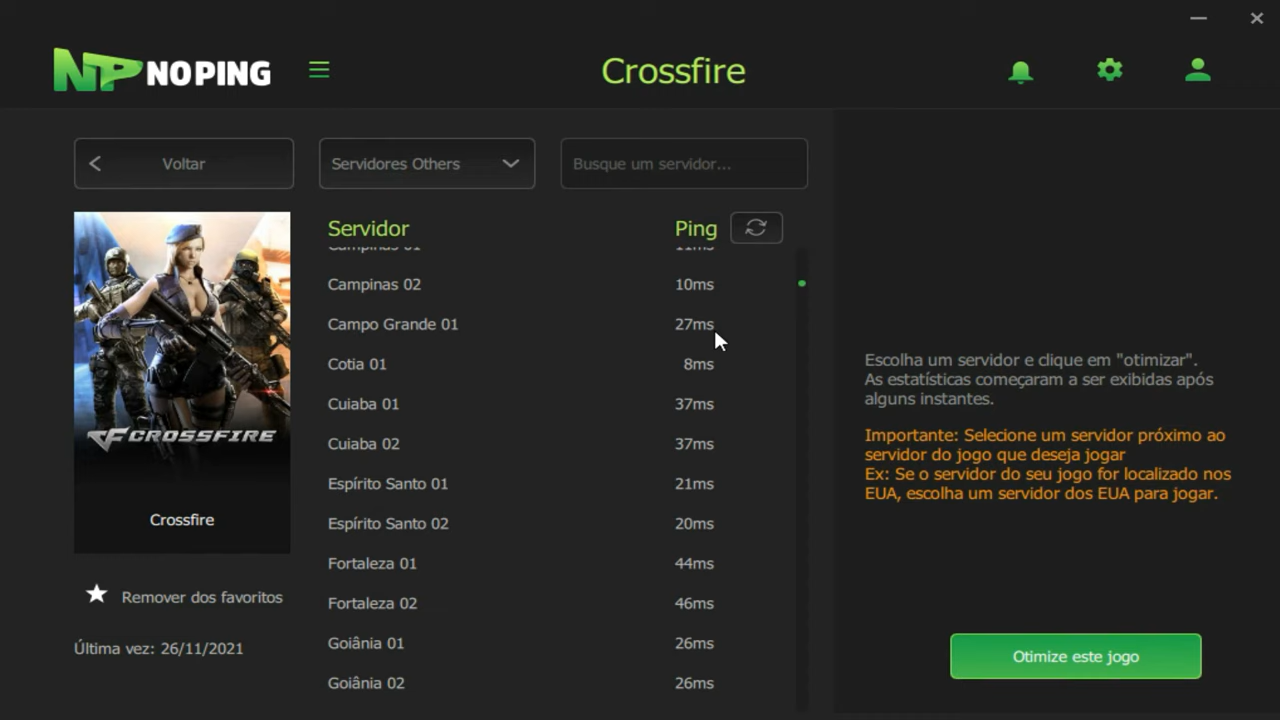 NP NOPING
Crossfire
Voltar
Servidores Others
Busque um servidor...
Servidor Ping
Campinas 01 11ms
Campinas 02 10ms
Campo Grande 01 27ms
Cotia 01 8ms
Cuiaba 01 37ms
Cuiaba 02 37ms
Espírito Santo 01 21ms
Espírito Santo 02 20ms
Fortaleza 01 44ms
Fortaleza 02 46ms
Goiânia 01 26ms
Goiânia 02 26ms
CF CROSSFIRE
Crossfire
Remover dos favoritos
Última vez: 26/11/2021
Escolha um servidor e clique em "otimizar".
As estatísticas começaram a ser exibidas após
alguns instantes.
Importante: Selecione um servidor próximo ao
servidor do jogo que deseja jogar
Ex: Se o servidor do seu jogo for localizado nos
EUA, escolha um servidor dos EUA para jogar.
Otimize este jogo